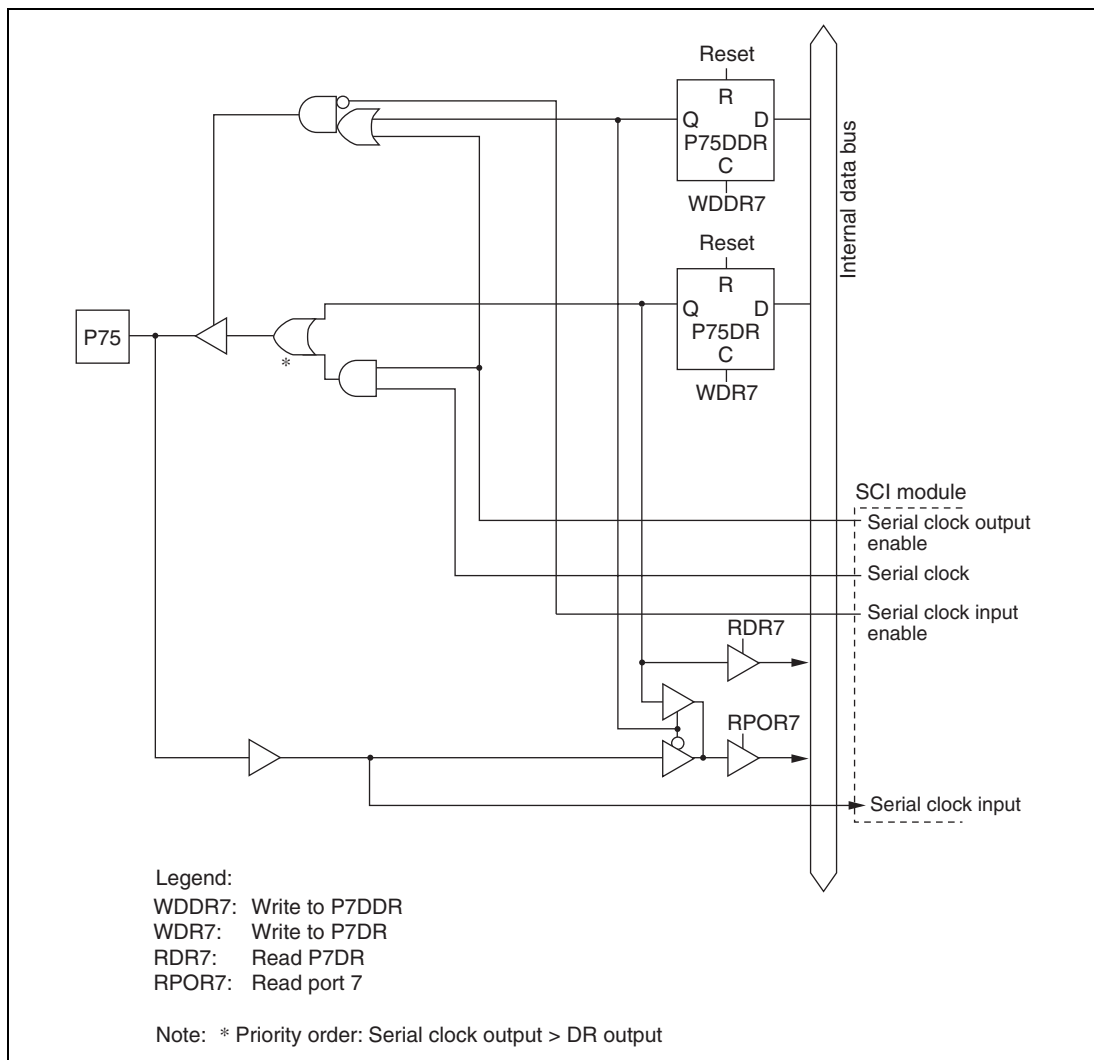 Reset
R
Q D
P75DDR
C
WDDR7
Reset
R
Q D
P75DR
C
WDR7
Internal data bus
P75
*
SCI module
Serial clock output
enable
Serial clock
Serial clock input
enable
RDR7
RPOR7
Serial clock input
Legend:
WDDR7: Write to P7DDR
WDR7: Write to P7DR
RDR7: Read P7DR
RPOR7: Read port 7
Note: * Priority order: Serial clock output > DR output